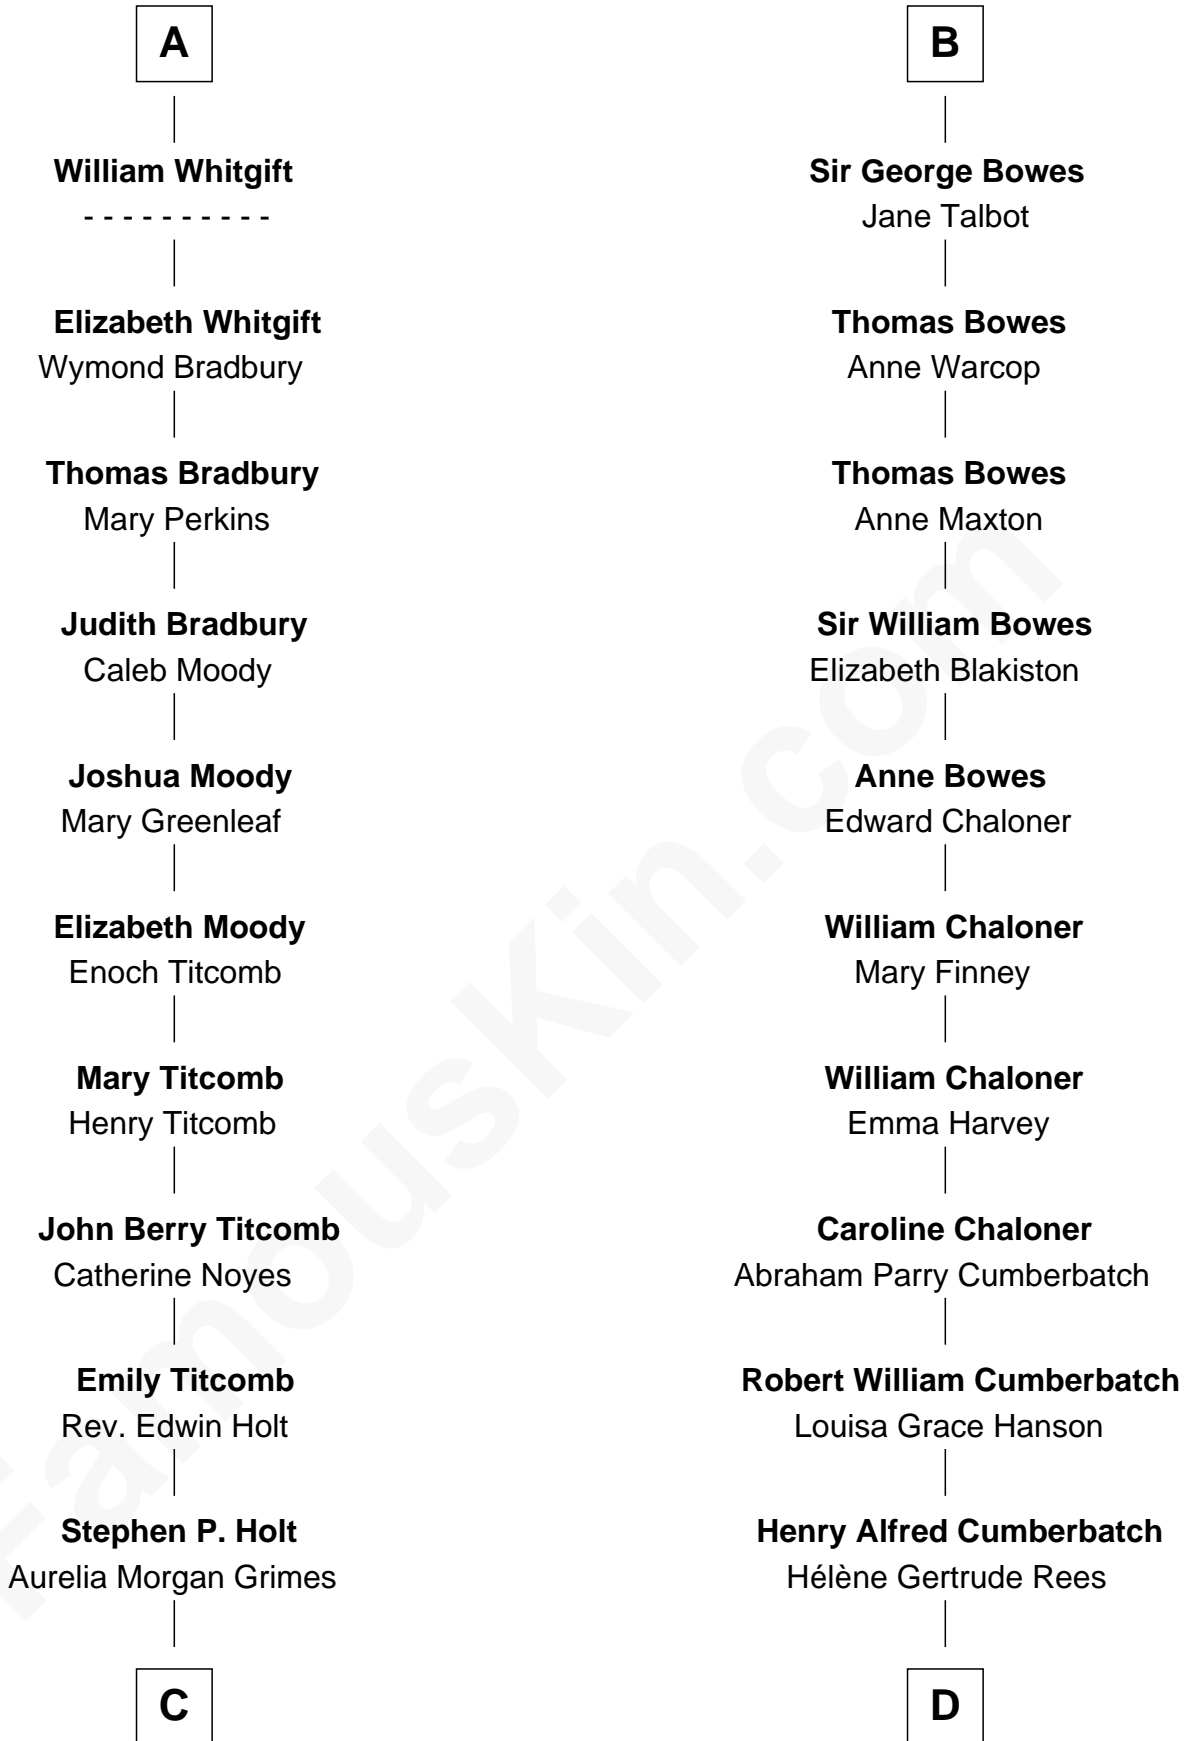 A
William Whitgift
- - - - - - - - - -
Elizabeth Whitgift
Wymond Bradbury
Thomas Bradbury
Mary Perkins
Judith Bradbury
Caleb Moody
Joshua Moody
Mary Greenleaf
Elizabeth Moody
Enoch Titcomb
Mary Titcomb
Henry Titcomb
John Berry Titcomb
Catherine Noyes
Emily Titcomb
Rev. Edwin Holt
Stephen P. Holt
Aurelia Morgan Grimes
C
B
Sir George Bowes
Jane Talbot
Thomas Bowes
Anne Warcop
Thomas Bowes
Anne Maxton
Sir William Bowes
Elizabeth Blakiston
Anne Bowes
Edward Chaloner
William Chaloner
Mary Finney
William Chaloner
Emma Harvey
Caroline Chaloner
Abraham Parry Cumberbatch
Robert William Cumberbatch
Louisa Grace Hanson
Henry Alfred Cumberbatch
Hélène Gertrude Rees
D
FamousKin.com